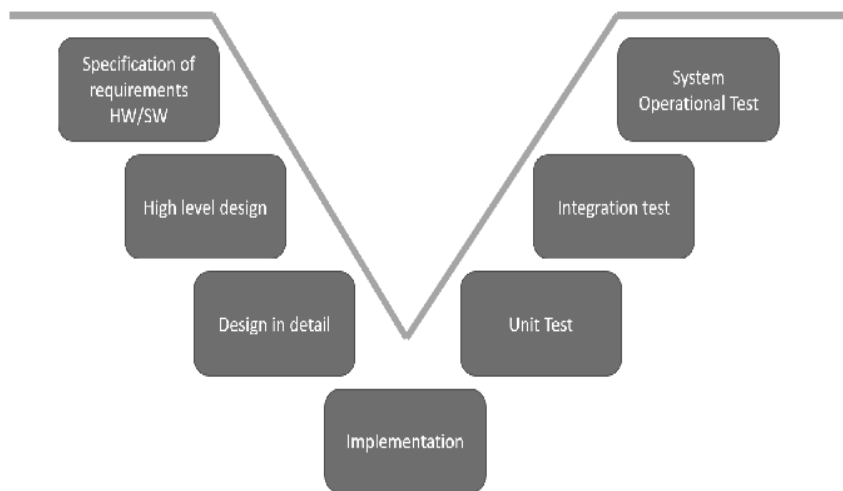 Specification of
requirements
HW/SW
High level design
Design in detail
Implementation
Unit Test
Integration test
System
Operational Test